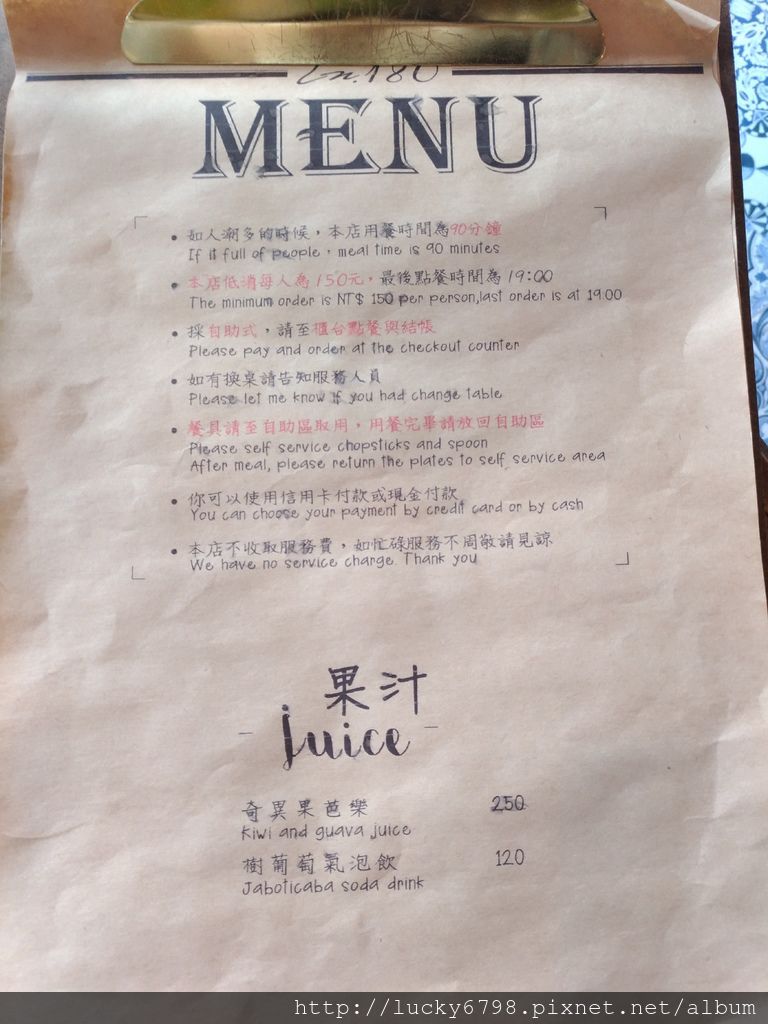 Ln.180
MENU
• 如人潮多的時候，本店用餐時間為90分鐘
If it full of people, meal time is 90 minutes
• 本店低消每人為150元，最後點餐時間為19:00
The minimum order is NT$ 150 per person,last order is at 19:00
• 採自助式，請至櫃台點餐與結帳
Please pay and order at the checkout counter
• 如有換桌請告知服務人員
Please let me know if you had change table
• 餐具請至自助區取用，用餐完畢請放回自助區
Please self service chopsticks and spoon
After meal, please return the plates to self service area
• 你可以使用信用卡付款或現金付款
You can choose your payment by credit card or by cash
• 本店不收取服務費，如忙碌服務不周敬請見諒
We have no service charge. Thank you
果汁
- juice -
奇異果芭樂 250
Kiwi and guava juice
樹葡萄氣泡飲 120
Jaboticaba soda drink
http://lucky6798.pixnet.net/album